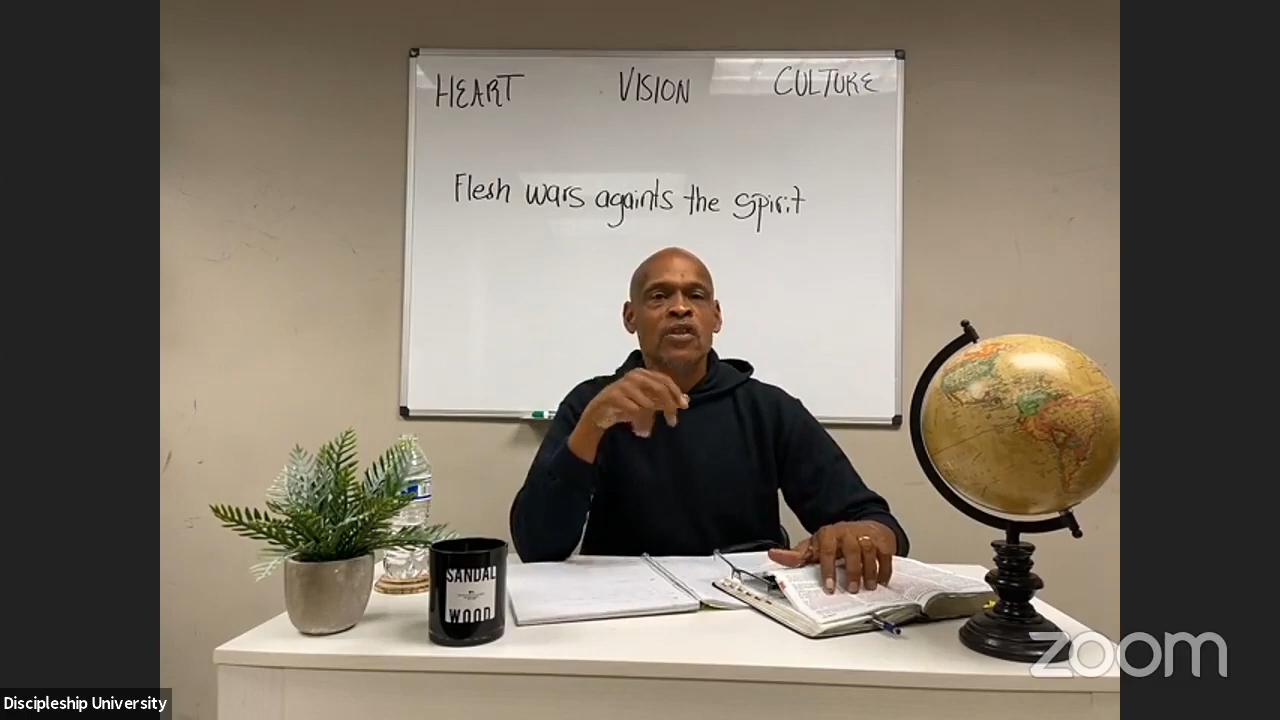 HEART VISION CULTURE
Flesh wars againts the spirit
SANDAL
WOOD
zoom
Discipleship University